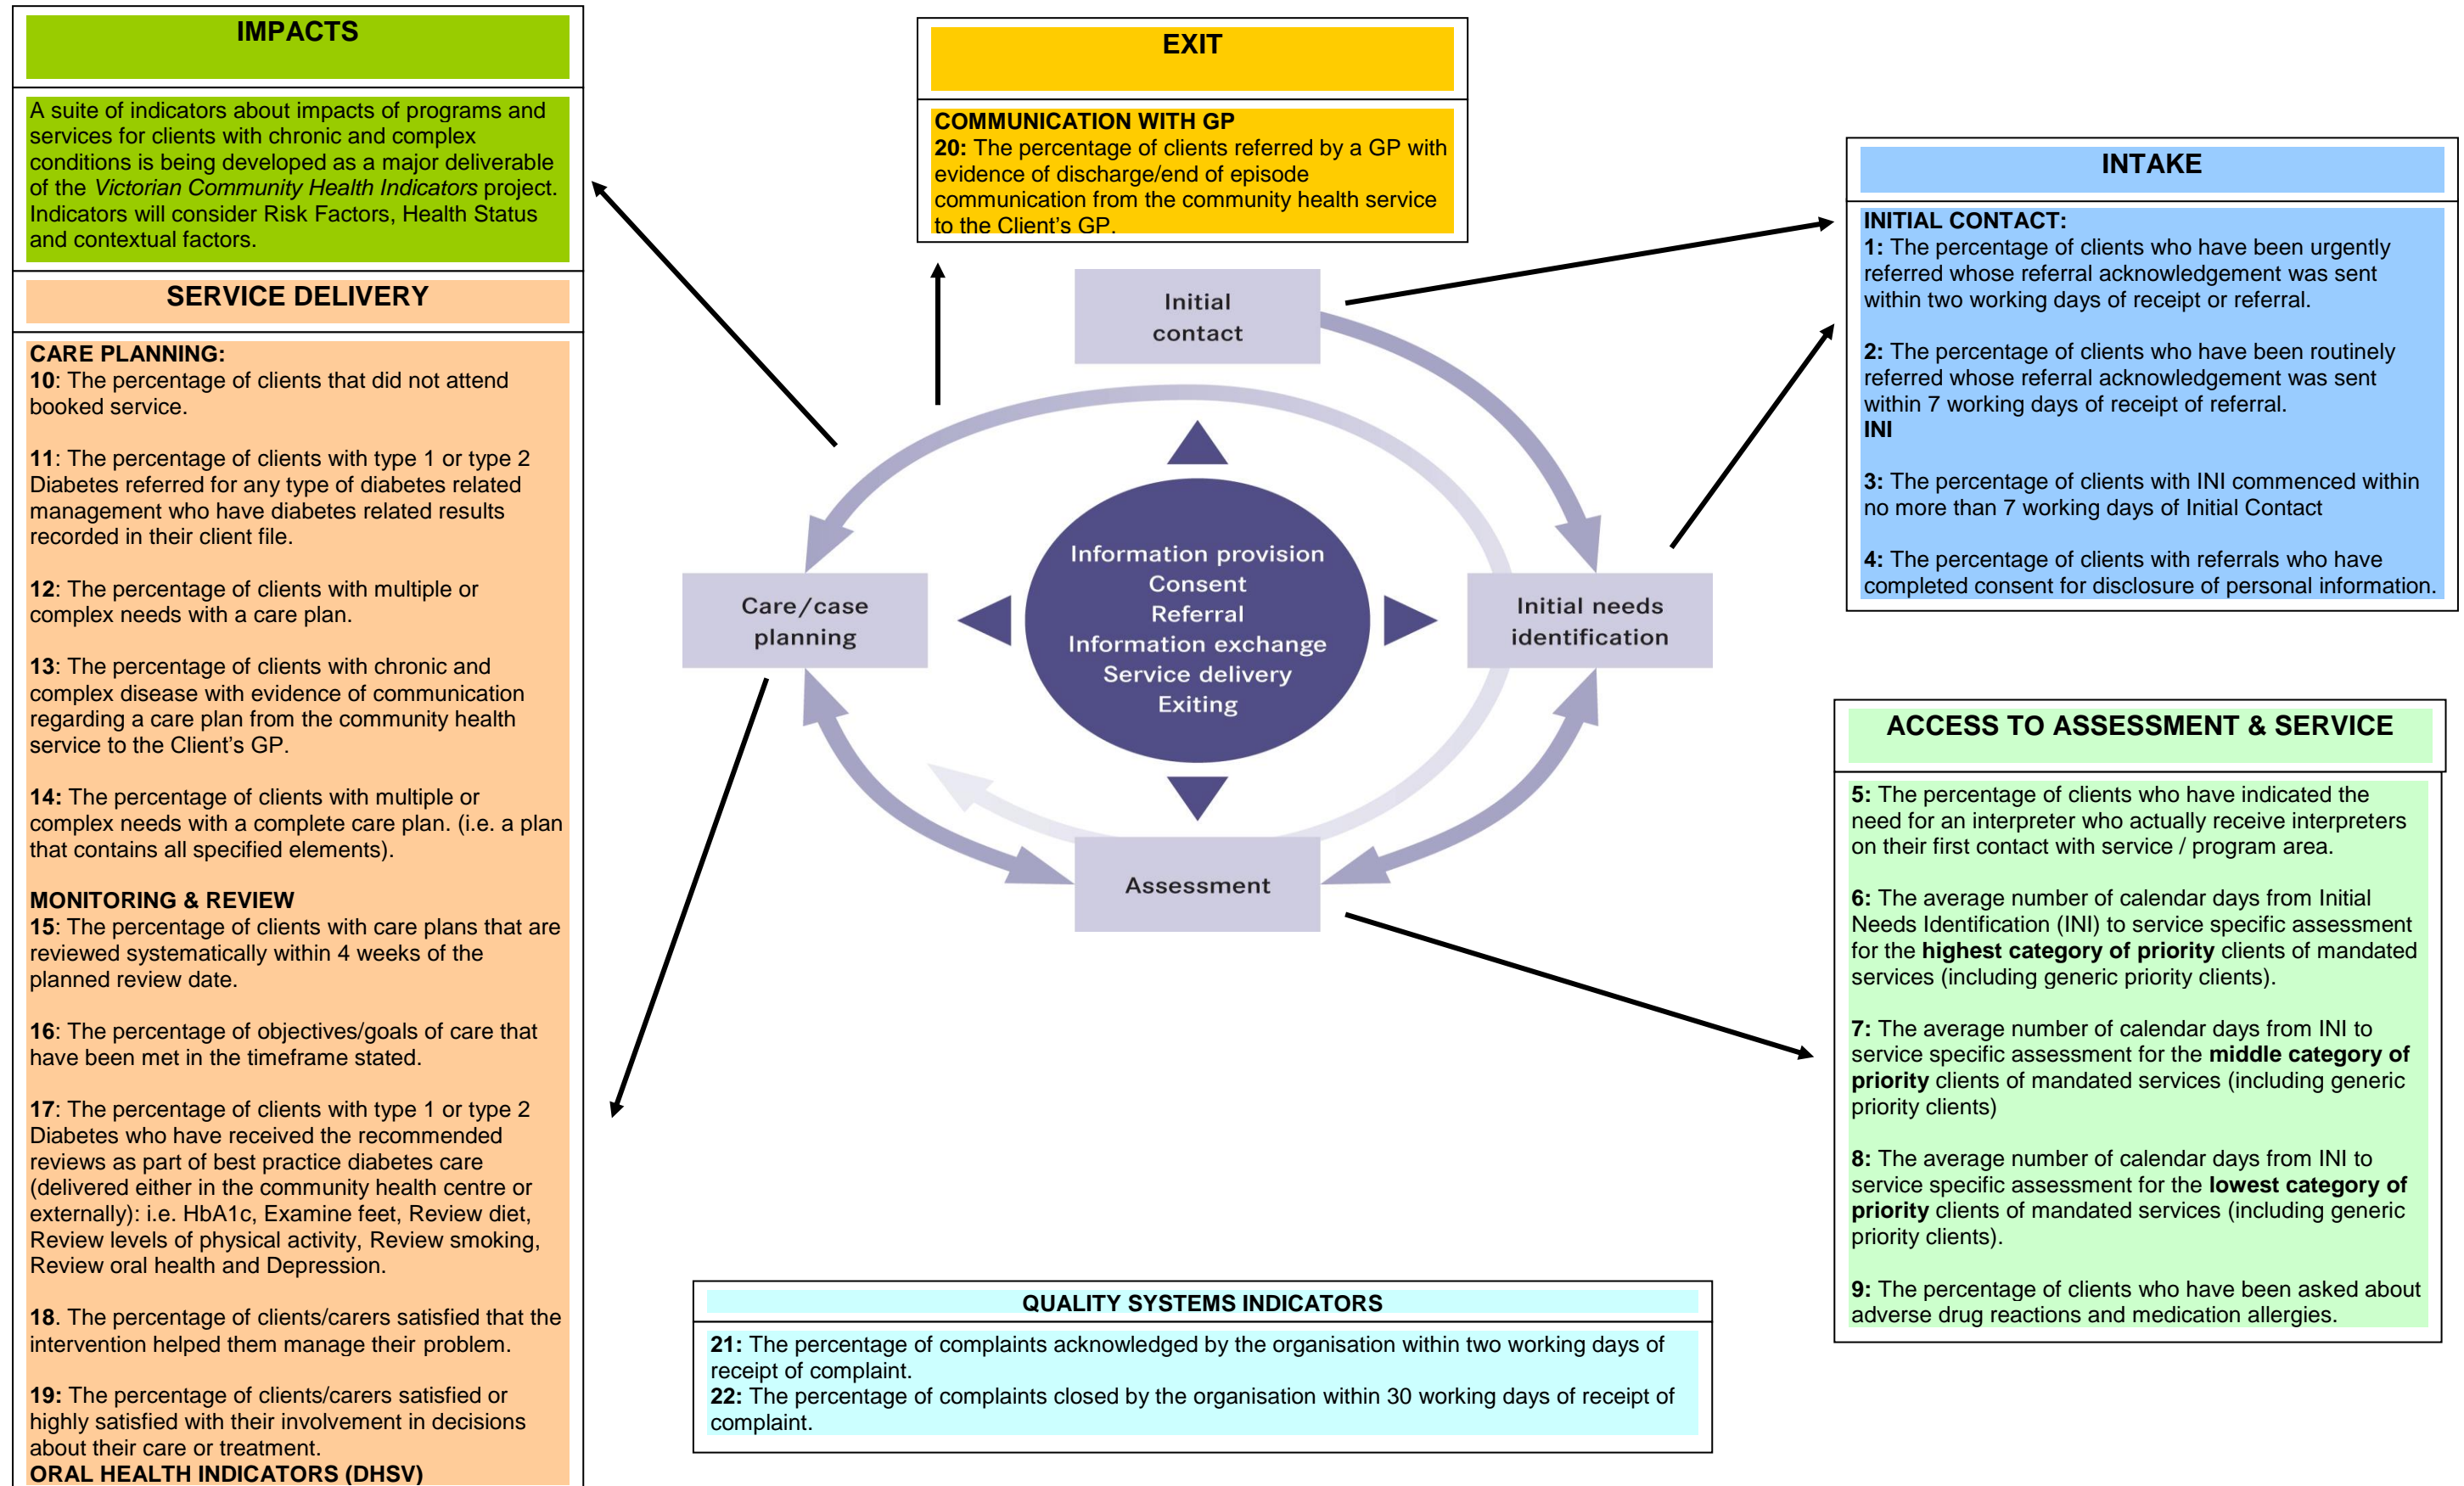 IMPACTS
A suite of indicators about impacts of programs and
services for clients with chronic and complex
conditions is being developed as a major deliverable
of the Victorian Community Health Indicators project.
Indicators will consider Risk Factors, Health Status
and contextual factors.
SERVICE DELIVERY
CARE PLANNING:
10: The percentage of clients that did not attend
booked service.
11: The percentage of clients with type 1 or type 2
Diabetes referred for any type of diabetes related
management who have diabetes related results
recorded in their client file.
12: The percentage of clients with multiple or
complex needs with a care plan.
13: The percentage of clients with chronic and
complex disease with evidence of communication
regarding a care plan from the community health
service to the Client's GP.
14: The percentage of clients with multiple or
complex needs with a complete care plan. (i.e. a plan
that contains all specified elements).
MONITORING & REVIEW
15: The percentage of clients with care plans that are
reviewed systematically within 4 weeks of the
planned review date.
16: The percentage of objectives/goals of care that
have been met in the timeframe stated.
17: The percentage of clients with type 1 or type 2
Diabetes who have received the recommended
reviews as part of best practice diabetes care
(delivered either in the community health centre or
externally): i.e. HbA1c, Examine feet, Review diet,
Review levels of physical activity, Review smoking,
Review oral health and Depression.
18. The percentage of clients/carers satisfied that the
intervention helped them manage their problem.
19: The percentage of clients/carers satisfied or
highly satisfied with their involvement in decisions
about their care or treatment.
ORAL HEALTH INDICATORS (DHSV)
EXIT
COMMUNICATION WITH GP
20: The percentage of clients referred by a GP with
evidence of discharge/end of episode
communication from the community health service
to the Client's GP.
Initial
contact
Care/case
planning
Information provision
Consent
Referral
Information exchange
Service delivery
Exiting
Initial needs
identification
Assessment
QUALITY SYSTEMS INDICATORS
21: The percentage of complaints acknowledged by the organisation within two working days of
receipt of complaint.
22: The percentage of complaints closed by the organisation within 30 working days of receipt of
complaint.
INTAKE
INITIAL CONTACT:
1: The percentage of clients who have been urgently
referred whose referral acknowledgement was sent
within two working days of receipt or referral.
2: The percentage of clients who have been routinely
referred whose referral acknowledgement was sent
within 7 working days of receipt of referral.
INI
3: The percentage of clients with INI commenced within
no more than 7 working days of Initial Contact
4: The percentage of clients with referrals who have
completed consent for disclosure of personal information.
ACCESS TO ASSESSMENT & SERVICE
5: The percentage of clients who have indicated the
need for an interpreter who actually receive interpreters
on their first contact with service / program area.
6: The average number of calendar days from Initial
Needs Identification (INI) to service specific assessment
for the highest category of priority clients of mandated
services (including generic priority clients).
7: The average number of calendar days from INI to
service specific assessment for the middle category of
priority clients of mandated services (including generic
priority clients)
8: The average number of calendar days from INI to
service specific assessment for the lowest category of
priority clients of mandated services (including generic
priority clients).
9: The percentage of clients who have been asked about
adverse drug reactions and medication allergies.